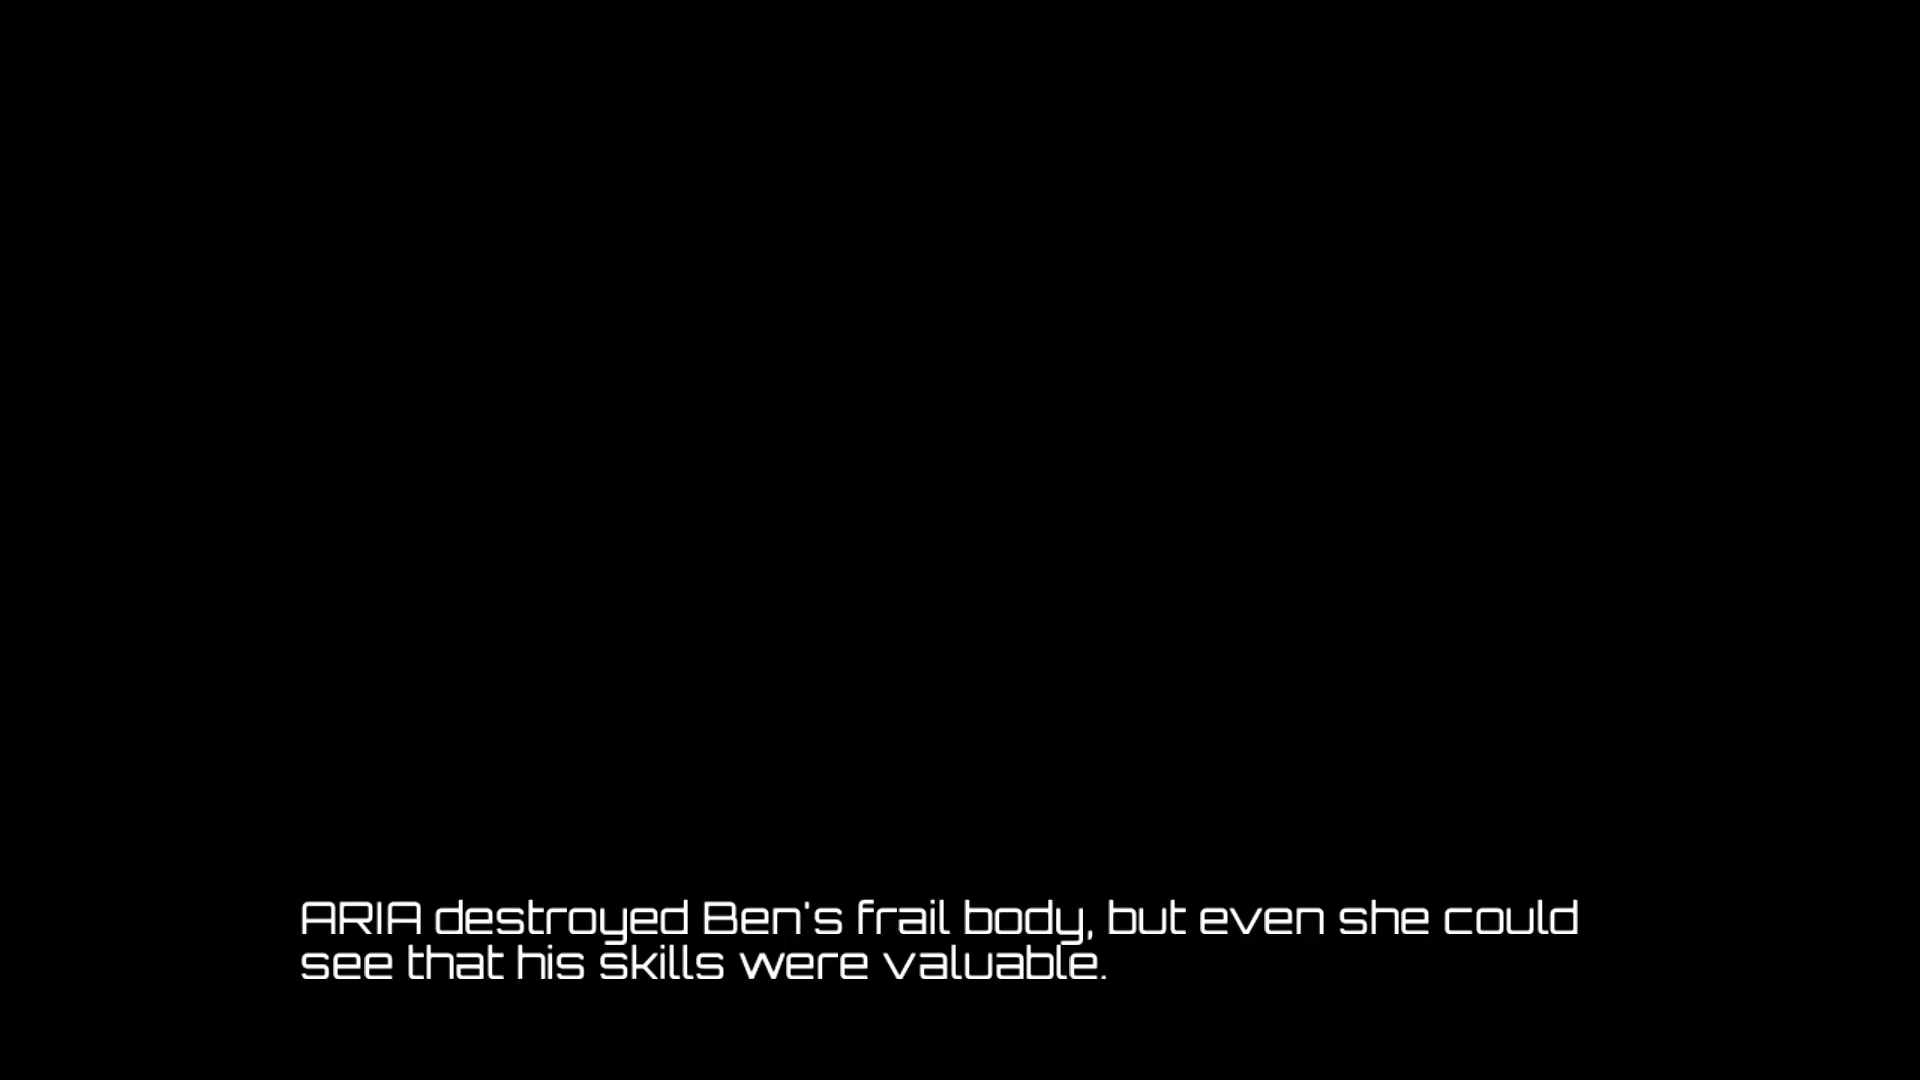 ARIA destroyed Ben's frail body, but even she could
see that his skills were valuable.